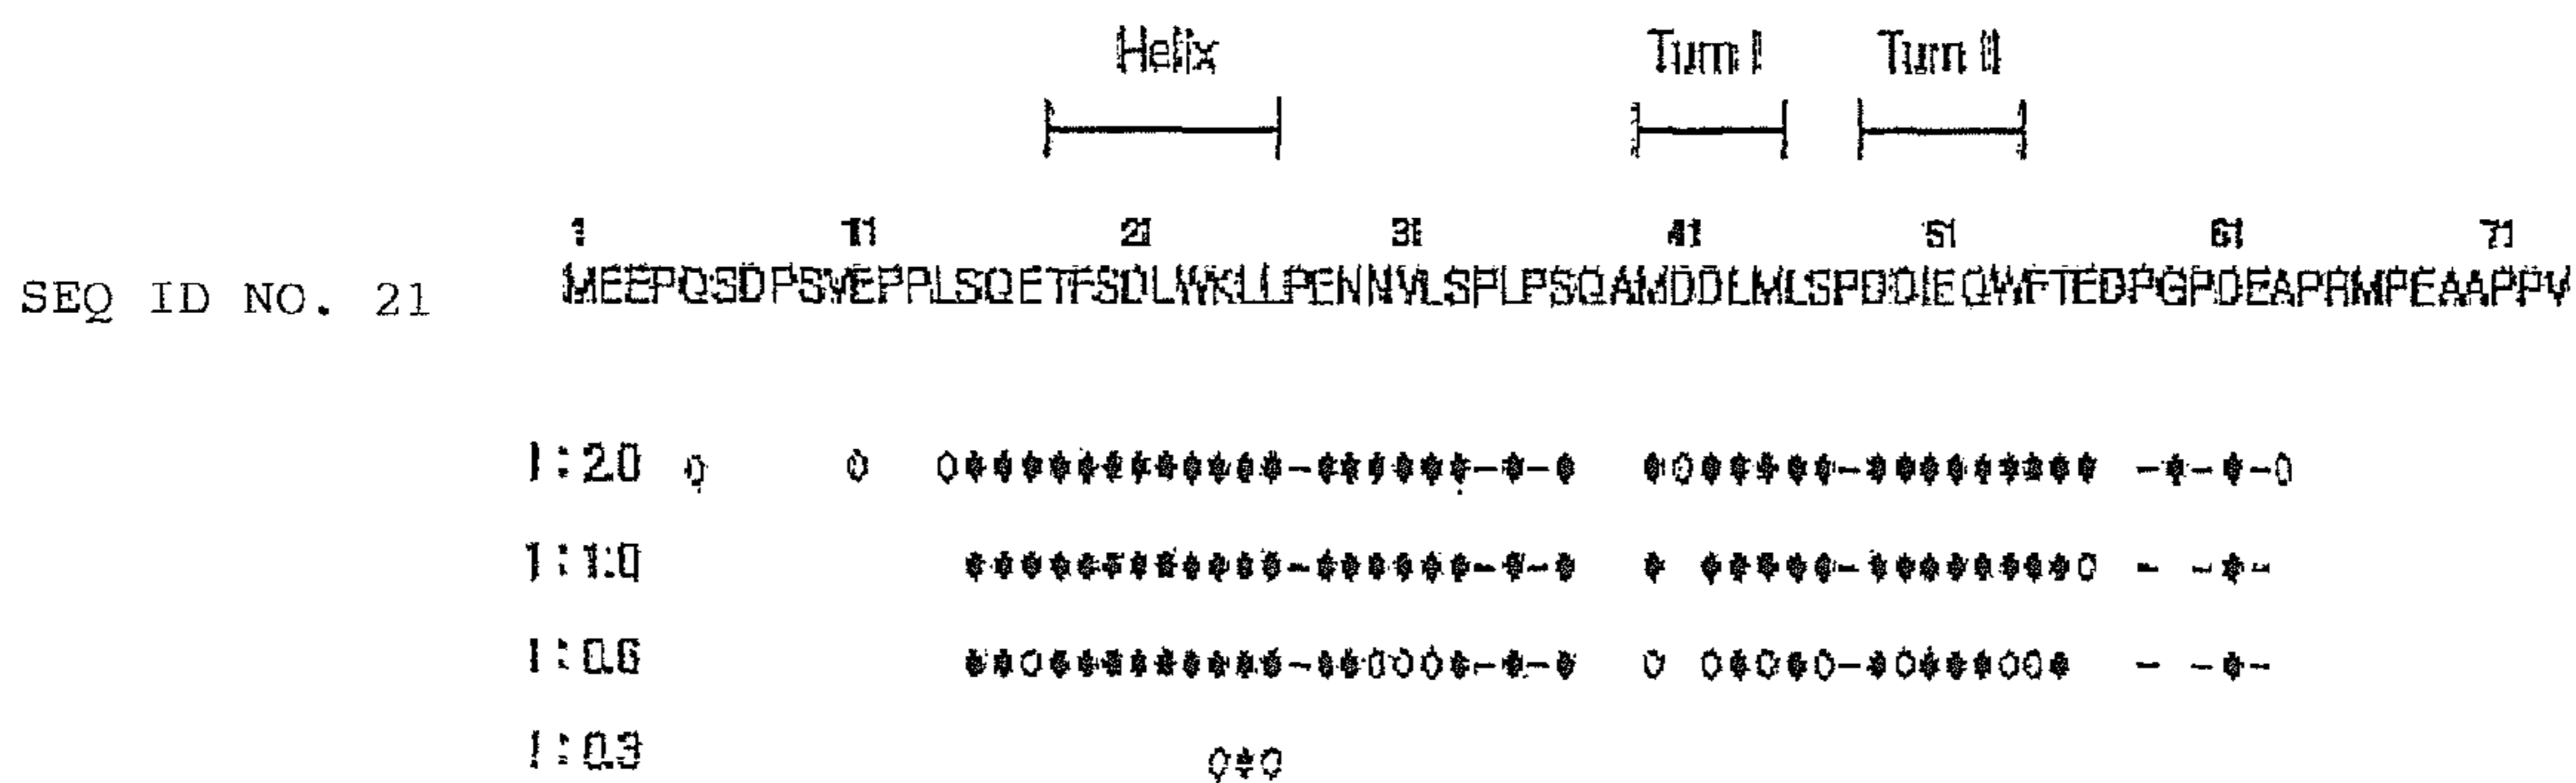 Helix Turn I Turn II
1 11 21 31 41 51 61 71
SEQ ID NO. 21 MEEPQSDPSVEPPLSQETFSDLWKLLPENNVLSPLPSQAMDDLMLSPDDIEQWFTEDPGPDEAPRMPEAAPPV
1:2.0
1:1.0
1:0.6
1:0.3